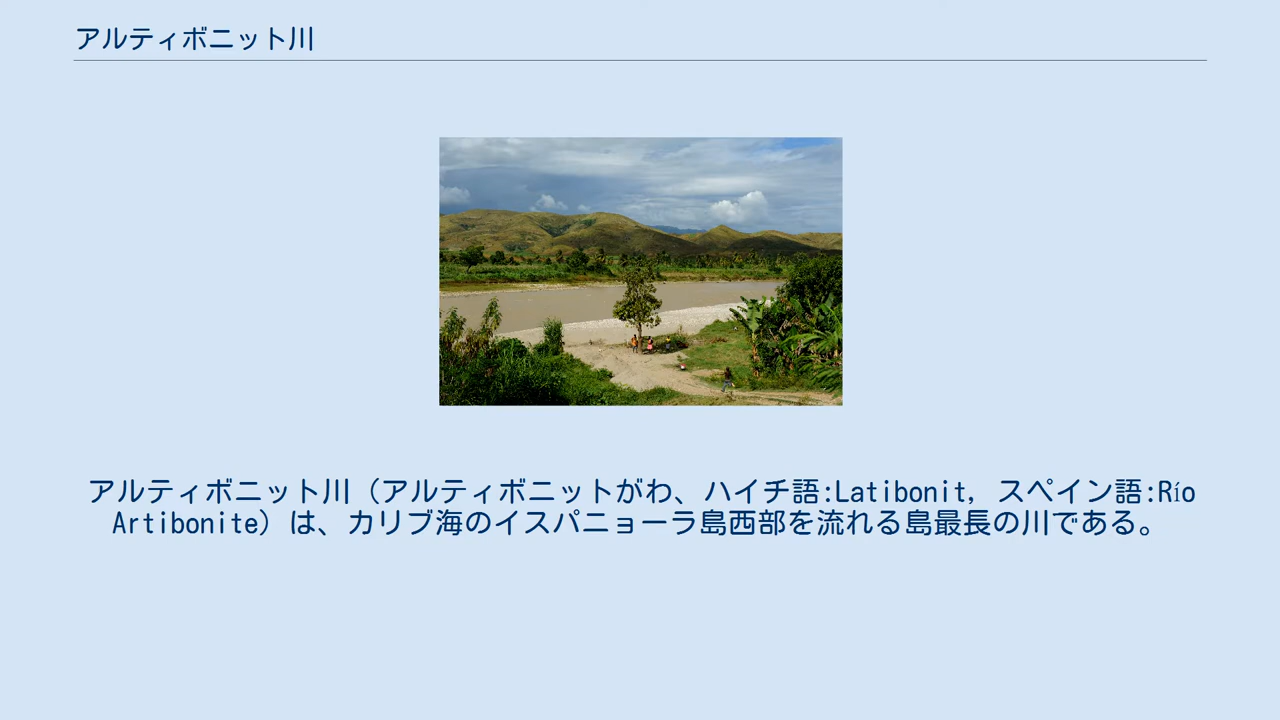 アルティボニット川
アルティボニット川（アルティボニットがわ、ハイチ語:Latibonit, スペイン語:Río
Artibonite）は、カリブ海のイスパニョーラ島西部を流れる島最長の川である。